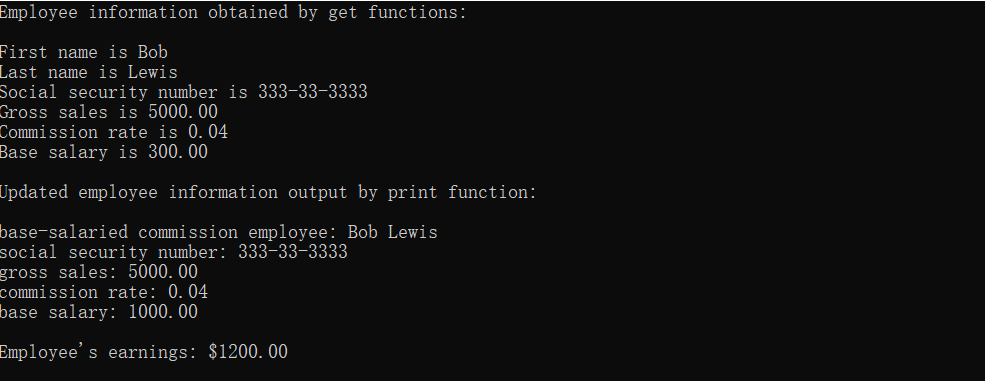 Employee information obtained by get functions:
First name is Bob
Last name is Lewis
Social security number is 333-33-3333
Gross sales is 5000.00
Commission rate is 0.04
Base salary is 300.00
Updated employee information output by print function:
base-salaried commission employee: Bob Lewis
social security number: 333-33-3333
gross sales: 5000.00
commission rate: 0.04
base salary: 1000.00
Employee's earnings: $1200.00